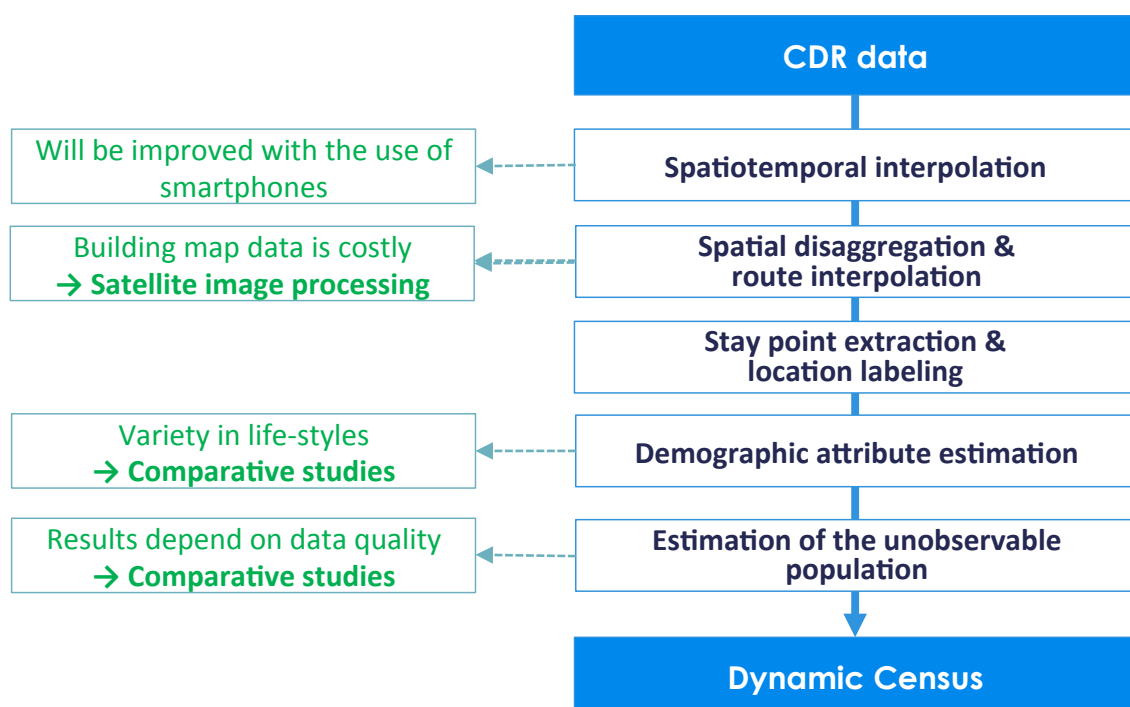 CDR data
Will be improved with the use of
smartphones
Spatiotemporal interpolation
Building map data is costly
→ Satellite image processing
Spatial disaggregation &
route interpolation
Stay point extraction &
location labeling
Variety in life-styles
→ Comparative studies
Demographic attribute estimation
Results depend on data quality
→ Comparative studies
Estimation of the unobservable
population
Dynamic Census